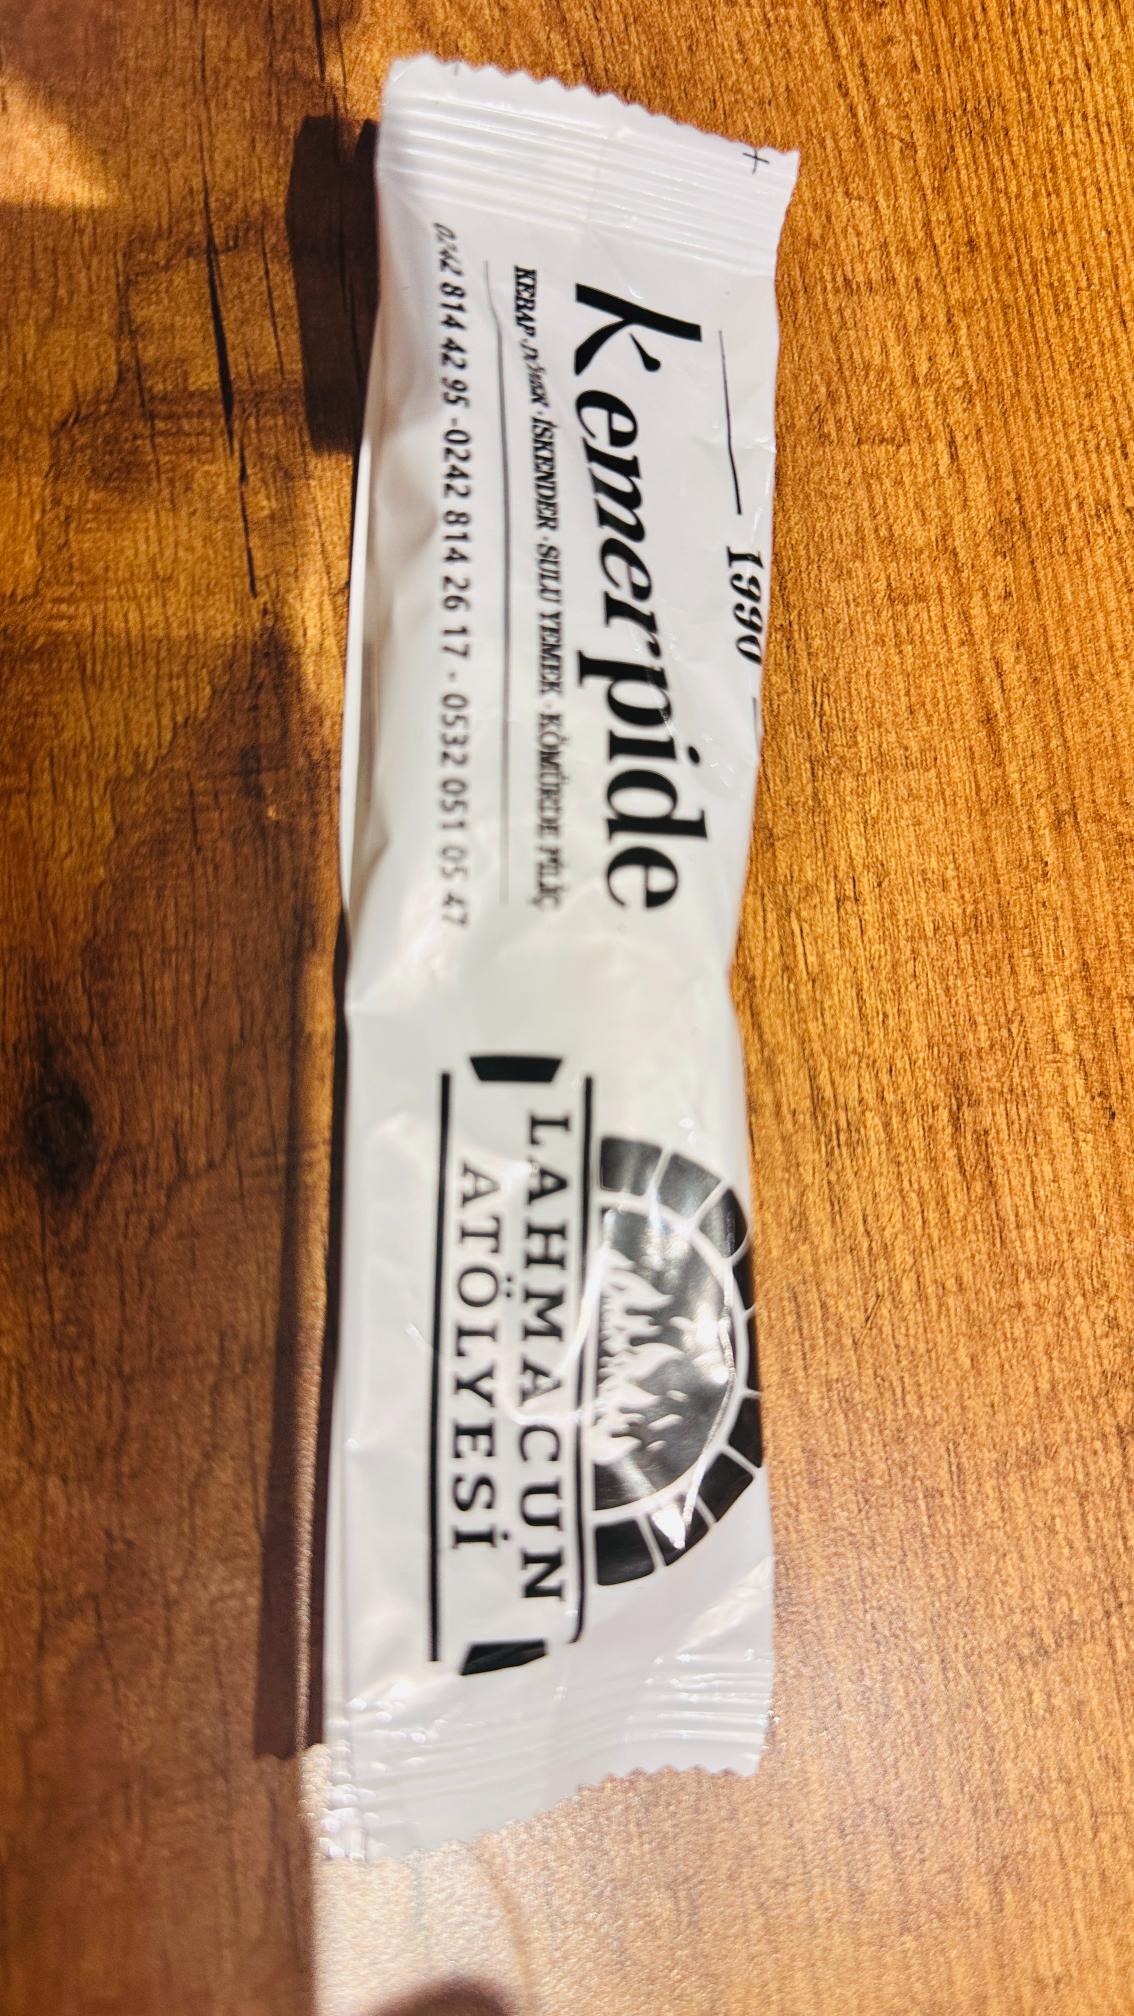 1990
Kemerpide
KEBAP · DÖNER · İSKENDER · SULU YEMEK · KÖMÜRDE PİLİÇ
0242 814 42 95 -0242 814 26 17 - 0532 051 05 47
LAHMACUN
ATÖLYESİ